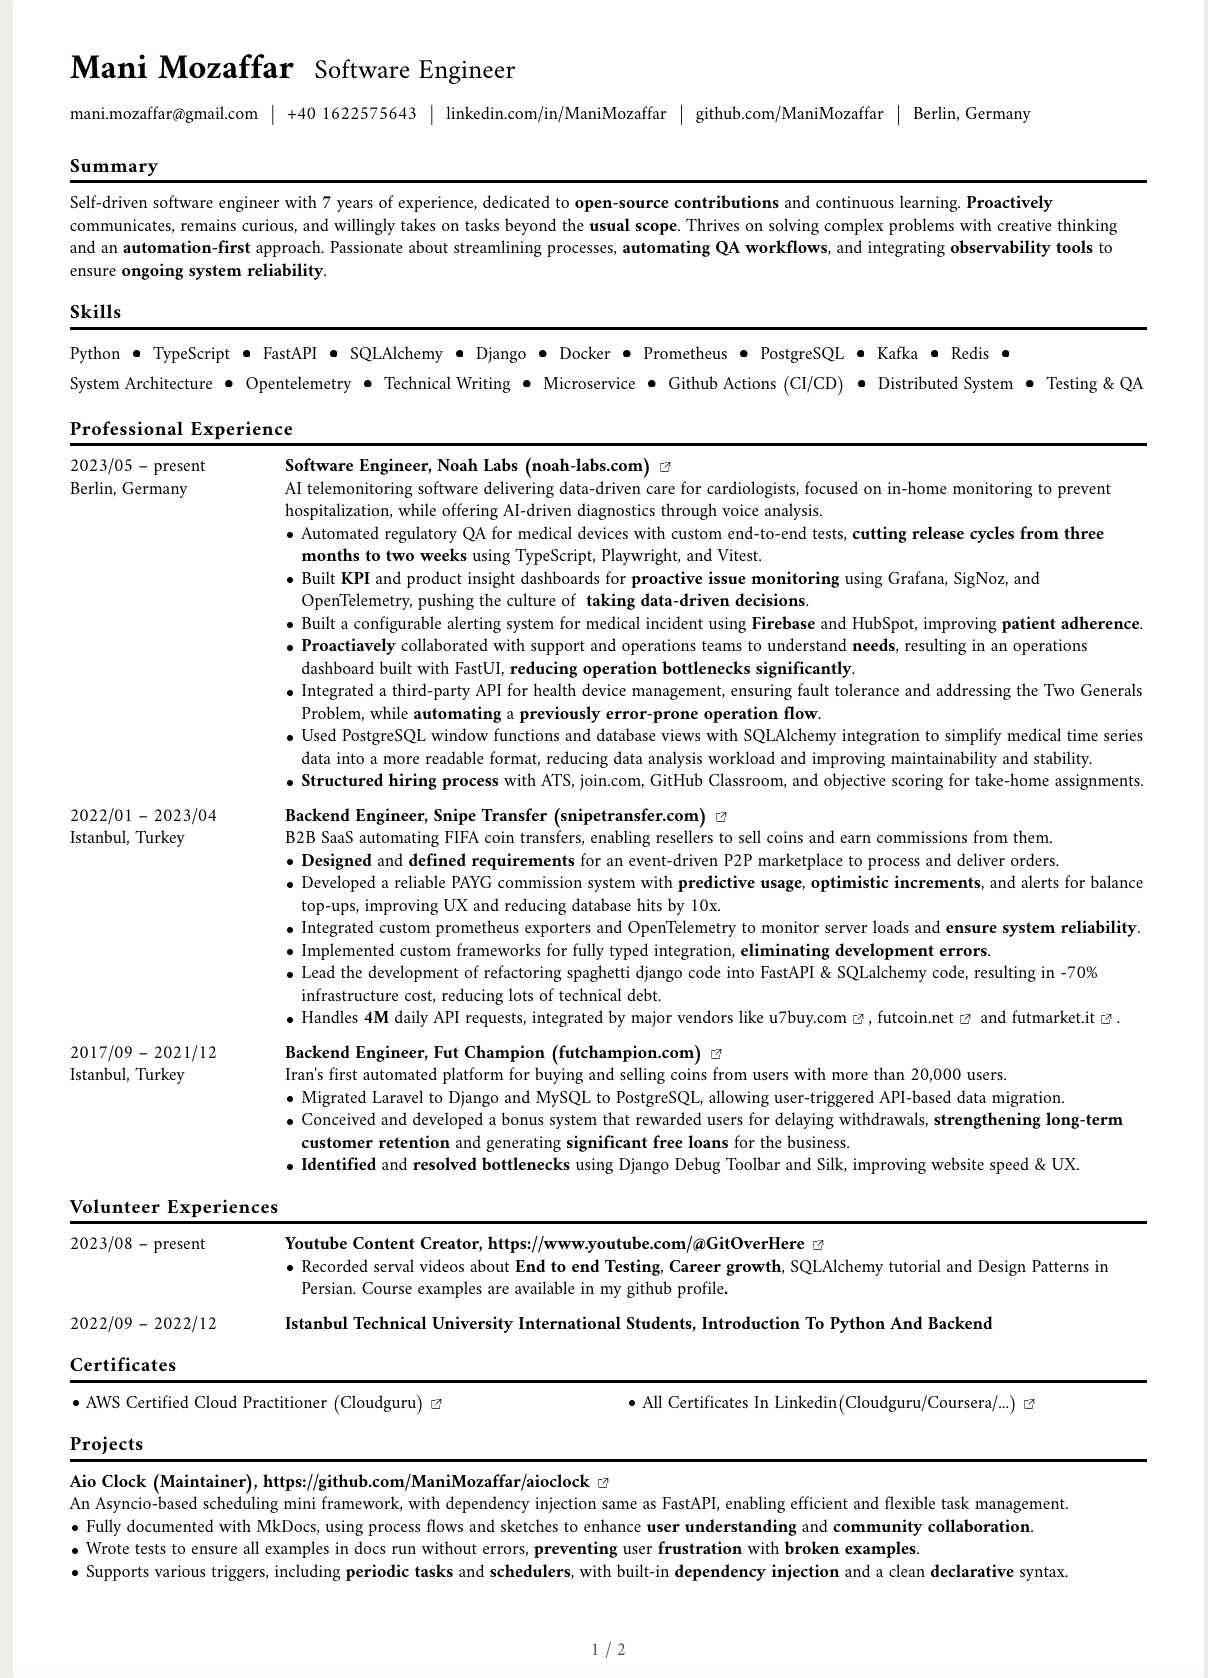 Mani Mozaffar Software Engineer
mani.mozaffar@gmail.com | +40 1622575643 | linkedin.com/in/ManiMozaffar | github.com/ManiMozaffar | Berlin, Germany
Summary
Self-driven software engineer with 7 years of experience, dedicated to open-source contributions and continuous learning. Proactively
communicates, remains curious, and willingly takes on tasks beyond the usual scope. Thrives on solving complex problems with creative thinking
and an automation-first approach. Passionate about streamlining processes, automating QA workflows, and integrating observability tools to
ensure ongoing system reliability.
Skills
Python • TypeScript • FastAPI • SQLAlchemy • Django • Docker • Prometheus • PostgreSQL • Kafka • Redis •
System Architecture • Opentelemetry • Technical Writing • Microservice • Github Actions (CI/CD) • Distributed System • Testing & QA
Professional Experience
2023/05 – present Software Engineer, Noah Labs (noah-labs.com)
Berlin, Germany AI telemonitoring software delivering data-driven care for cardiologists, focused on in-home monitoring to prevent
hospitalization, while offering AI-driven diagnostics through voice analysis.
• Automated regulatory QA for medical devices with custom end-to-end tests, cutting release cycles from three
months to two weeks using TypeScript, Playwright, and Vitest.
• Built KPI and product insight dashboards for proactive issue monitoring using Grafana, SigNoz, and
OpenTelemetry, pushing the culture of taking data-driven decisions.
• Built a configurable alerting system for medical incident using Firebase and HubSpot, improving patient adherence.
• Proactiavely collaborated with support and operations teams to understand needs, resulting in an operations
dashboard built with FastUI, reducing operation bottlenecks significantly.
• Integrated a third-party API for health device management, ensuring fault tolerance and addressing the Two Generals
Problem, while automating a previously error-prone operation flow.
• Used PostgreSQL window functions and database views with SQLAlchemy integration to simplify medical time series
data into a more readable format, reducing data analysis workload and improving maintainability and stability.
• Structured hiring process with ATS, join.com, GitHub Classroom, and objective scoring for take-home assignments.
2022/01 – 2023/04 Backend Engineer, Snipe Transfer (snipetransfer.com)
Istanbul, Turkey B2B SaaS automating FIFA coin transfers, enabling resellers to sell coins and earn commissions from them.
• Designed and defined requirements for an event-driven P2P marketplace to process and deliver orders.
• Developed a reliable PAYG commission system with predictive usage, optimistic increments, and alerts for balance
top-ups, improving UX and reducing database hits by 10x.
• Integrated custom prometheus exporters and OpenTelemetry to monitor server loads and ensure system reliability.
• Implemented custom frameworks for fully typed integration, eliminating development errors.
• Lead the development of refactoring spaghetti django code into FastAPI & SQLalchemy code, resulting in -70%
infrastructure cost, reducing lots of technical debt.
• Handles 4M daily API requests, integrated by major vendors like u7buy.com , futcoin.net and futmarket.it .
2017/09 – 2021/12 Backend Engineer, Fut Champion (futchampion.com)
Istanbul, Turkey Iran's first automated platform for buying and selling coins from users with more than 20,000 users.
• Migrated Laravel to Django and MySQL to PostgreSQL, allowing user-triggered API-based data migration.
• Conceived and developed a bonus system that rewarded users for delaying withdrawals, strengthening long-term
customer retention and generating significant free loans for the business.
• Identified and resolved bottlenecks using Django Debug Toolbar and Silk, improving website speed & UX.
Volunteer Experiences
2023/08 – present Youtube Content Creator, https://www.youtube.com/@GitOverHere
• Recorded serval videos about End to end Testing, Career growth, SQLAlchemy tutorial and Design Patterns in
Persian. Course examples are available in my github profile.
2022/09 – 2022/12 Istanbul Technical University International Students, Introduction To Python And Backend
Certificates
• AWS Certified Cloud Practitioner (Cloudguru) • All Certificates In Linkedin(Cloudguru/Coursera/...)
Projects
Aio Clock (Maintainer), https://github.com/ManiMozaffar/aioclock
An Asyncio-based scheduling mini framework, with dependency injection same as FastAPI, enabling efficient and flexible task management.
• Fully documented with MkDocs, using process flows and sketches to enhance user understanding and community collaboration.
• Wrote tests to ensure all examples in docs run without errors, preventing user frustration with broken examples.
• Supports various triggers, including periodic tasks and schedulers, with built-in dependency injection and a clean declarative syntax.
1 / 2